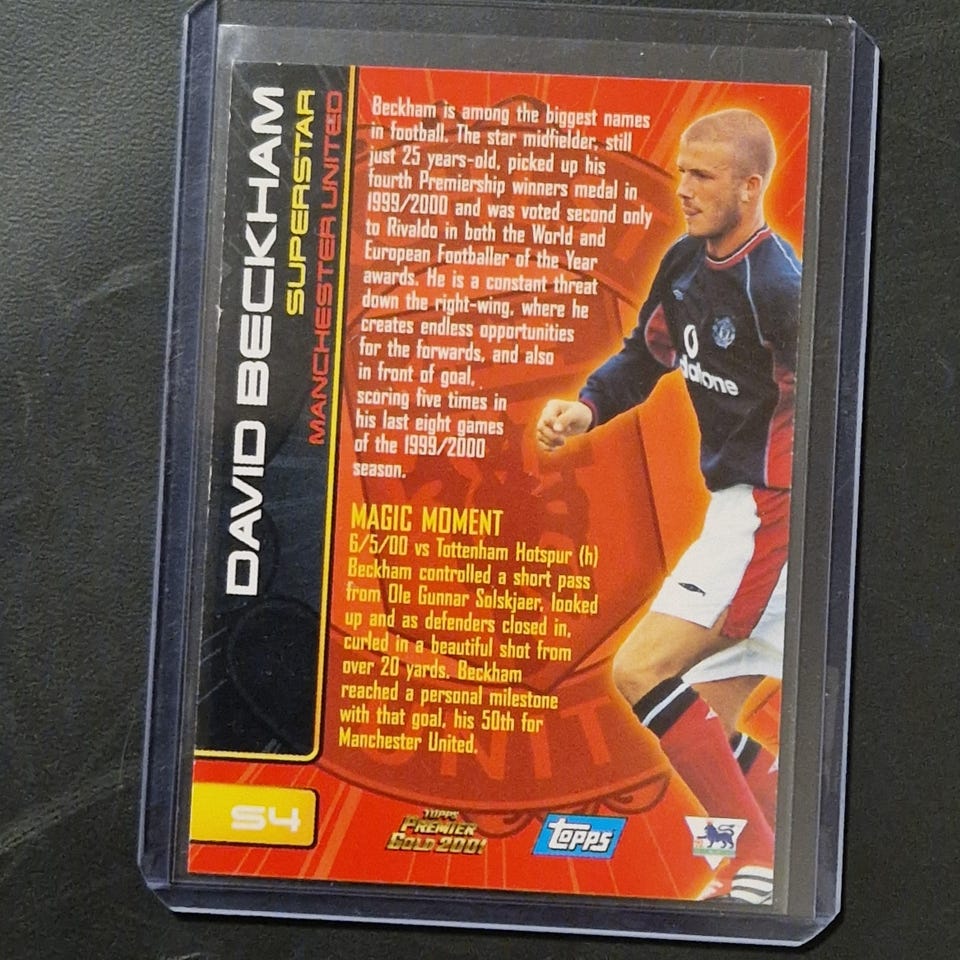 DAVID BECKHAM
SUPERSTAR
MANCHESTER UNITED
Beckham is among the biggest names
in football. The star midfielder, still
just 25 years-old, picked up his
fourth Premiership winners medal in
1999/2000 and was voted second only
to Rivaldo in both the World and
European Footballer of the Year
awards. He is a constant threat
down the right-wing, where he
creates endless opportunities
for the forwards, and also
in front of goal,
scoring five times in
his last eight games
of the 1999/2000
season.
MAGIC MOMENT
6/5/00 vs Tottenham Hotspur (h)
Beckham controlled a short pass
from Ole Gunnar Solskjaer, looked
up and as defenders closed in,
curled in a beautiful shot from
over 20 yards. Beckham
reached a personal milestone
with that goal, his 50th for
Manchester United.
vodafone
UNIT
S4
TOPPS
PREMIER
GOLD 2001
Topps